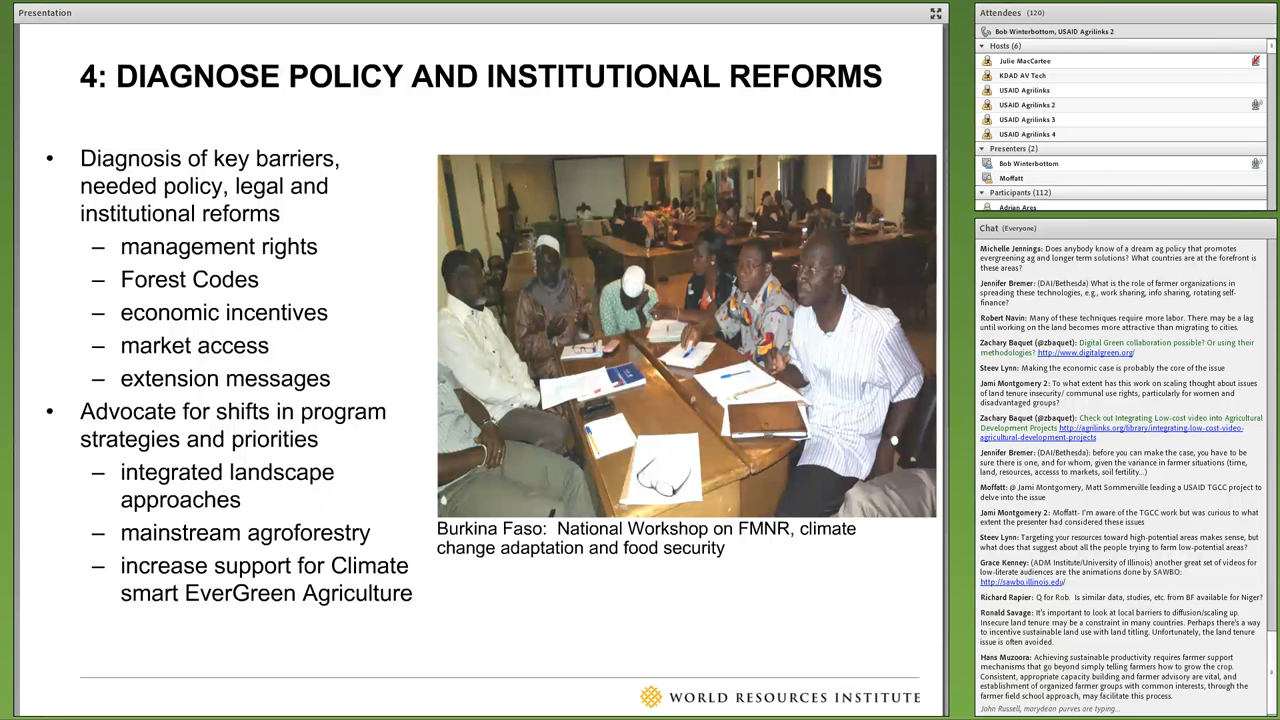 Presentation
4: DIAGNOSE POLICY AND INSTITUTIONAL REFORMS
• Diagnosis of key barriers,
needed policy, legal and
institutional reforms
– management rights
– Forest Codes
– economic incentives
– market access
– extension messages
• Advocate for shifts in program
strategies and priorities
– integrated landscape
approaches
– mainstream agroforestry
– increase support for Climate
smart EverGreen Agriculture
Burkina Faso: National Workshop on FMNR, climate
change adaptation and food security
WORLD RESOURCES INSTITUTE
Attendees (120)
Bob Winterbottom, USAID Agrilinks 2
Hosts (6)
Julie MacCartee
KDAD AV Tech
USAID Agrilinks
USAID Agrilinks 2
USAID Agrilinks 3
USAID Agrilinks 4
Presenters (2)
Bob Winterbottom
Moffatt
Participants (112)
Adrian Ares
Chat (Everyone)
Michelle Jennings: Does anybody know of a dream ag policy that promotes
evergreening ag and longer term solutions? What countries are at the forefront is
these areas?
Jennifer Bremer: (DAI/Bethesda) What is the role of farmer organizations in
spreading these technologies, e.g., work sharing, info sharing, rotating self-
finance?
Robert Navin: Many of these techniques require more labor. There may be a lag
until working on the land becomes more attractive than migrating to cities.
Zachary Baquet (@zbaquet): Digital Green collaboration possible? Or using their
methodologies? http://www.digitalgreen.org/
Steev Lynn: Making the economic case is probably the core of the issue
Jami Montgomery 2: To what extent has this work on scaling thought about issues
of land tenure insecurity/ communal use rights, particularly for women and
disadvantaged groups?
Zachary Baquet (@zbaquet): Check out Integrating Low-cost video into Agricultural
Development Projects http://agrilinks.org/library/integrating-low-cost-video-
agricultural-development-projects
Jennifer Bremer: (DAI/Bethesda): before you can make the case, you have to be
sure there is one, and for whom, given the variance in farmer situations (time,
land, resources, access to markets, soil fertility...)
Moffatt: @ Jami Montgomery, Matt Sommerville leading a USAID TGCC project to
delve into the issue
Jami Montgomery 2: Moffatt- I'm aware of the TGCC work but was curious to what
extent the presenter had considered these issues
Steev Lynn: Targeting your resources toward high-potential areas makes sense, but
what does that suggest about all the people trying to farm low-potential areas?
Grace Kenney: (ADM Institute/University of Illinois) another great set of videos for
low-literate audiences are the animations done by SAWBO:
http://sawbo.illinois.edu/
Richard Rapier: Q for Rob. Is similar data, studies, etc. from BF available for Niger?
Ronald Savage: It's important to look at local barriers to diffusion/scaling up.
Insecure land tenure may be a constraint in many countries. Perhaps there's a way
to incentive sustainable land use with land titling. Unfortunately, the land tenure
issue is often avoided.
Hans Muzoora: Achieving sustainable productivity requires farmer support
mechanisms that go beyond simply telling farmers how to grow the crop.
Consistent, appropriate capacity building and farmer advisory are vital, and
establishment of organized farmer groups with common interests, through the
farmer field school approach, may facilitate this process.
John Russell, marydean purves are typing...